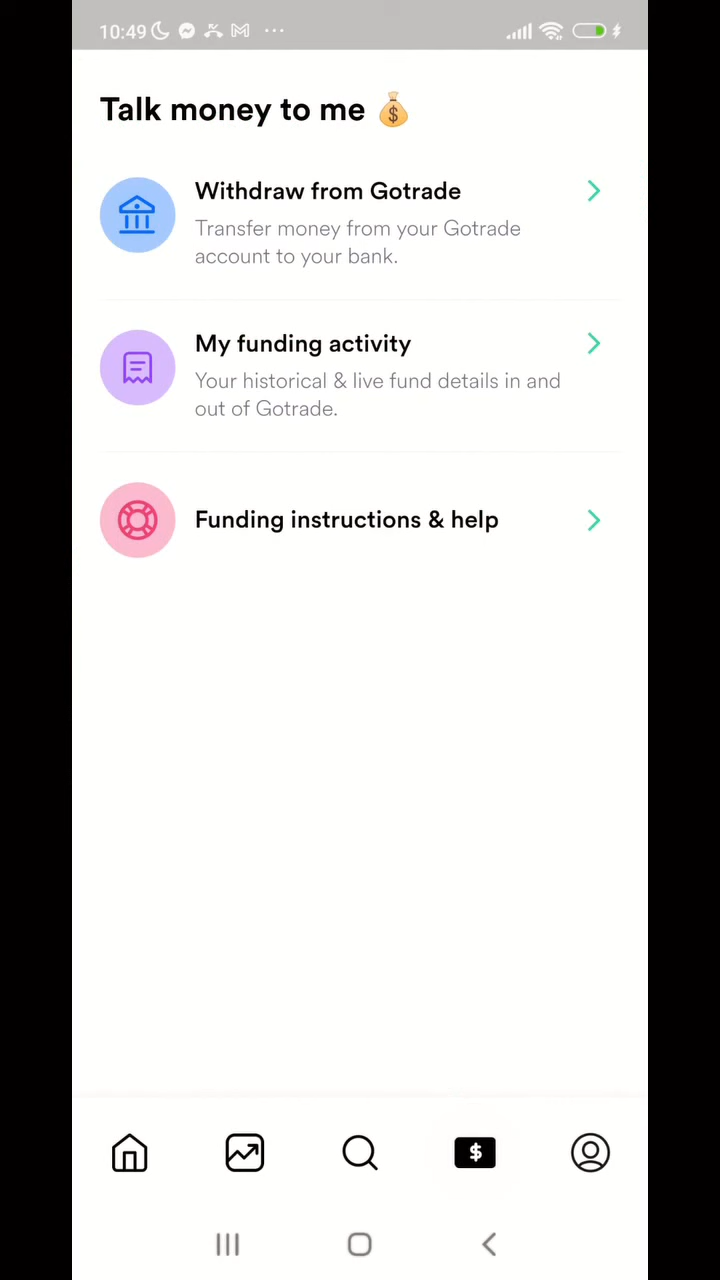 10:49
Talk money to me
Withdraw from Gotrade
Transfer money from your Gotrade
account to your bank.
My funding activity
Your historical & live fund details in and
out of Gotrade.
Funding instructions & help